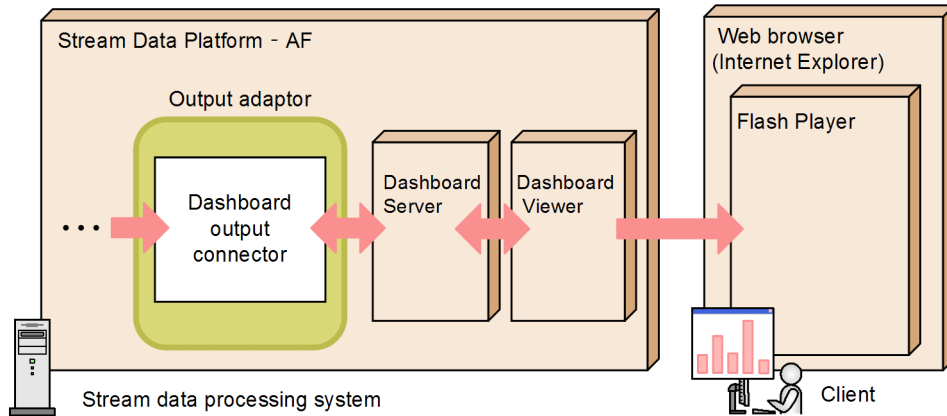 Stream Data Platform - AF
Output adaptor
Dashboard
output
connector
Dashboard
Server
Dashboard
Viewer
Web browser
(Internet Explorer)
Flash Player
...
Stream data processing system
Client